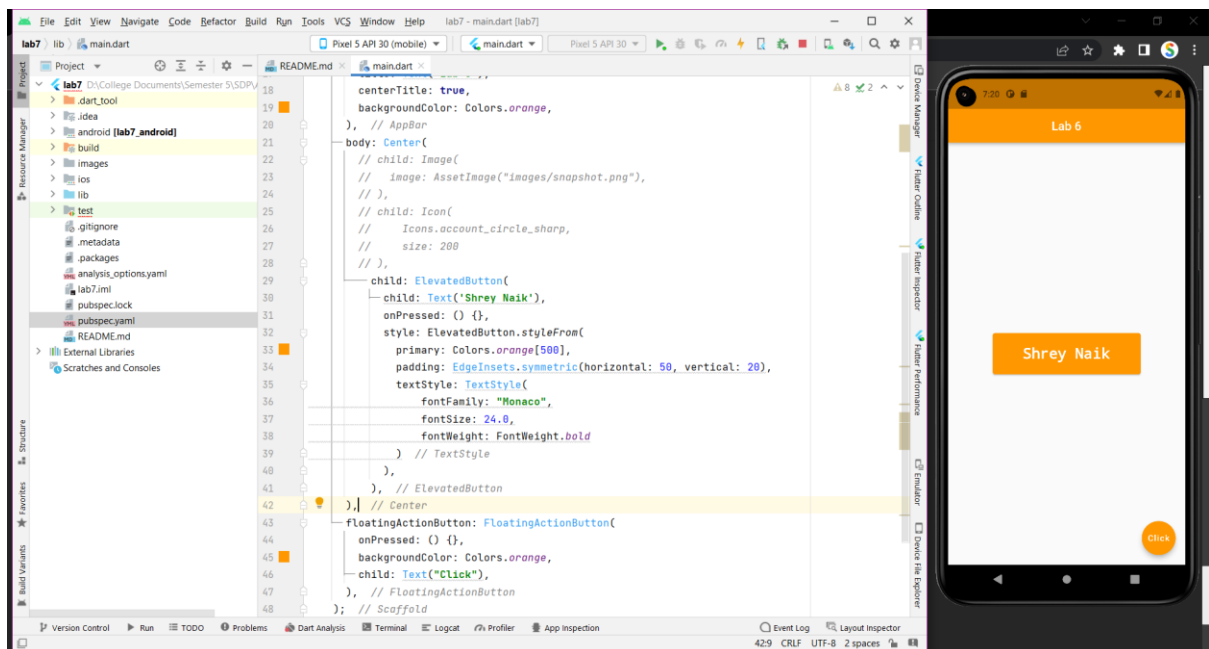 File Edit View Navigate Code Refactor Build Run Tools VCS Window Help lab7 - main.dart [lab7]
lab7 lib main.dart Pixel 5 API 30 (mobile) main.dart Pixel 5 API 30
Project README.md main.dart
Project
Resource Manager
Structure
Favorites
Build Variants
lab7 D:\College Documents\Semester 5\SDP\
.dart_tool
.idea
android [lab7_android]
build
images
ios
lib
test
.gitignore
.metadata
.packages
analysis_options.yaml
lab7.iml
pubspec.lock
pubspec.yaml
README.md
External Libraries
Scratches and Consoles
8 2
18 centerTitle: true,
19 backgroundColor: Colors.orange,
20 ), // AppBar
21 body: Center(
22 // child: Image(
23 // image: AssetImage("images/snapshot.png"),
24 // ),
25 // child: Icon(
26 // Icons.account_circle_sharp,
27 // size: 200
28 // ),
29 child: ElevatedButton(
30 child: Text('Shrey Naik'),
31 onPressed: () {},
32 style: ElevatedButton.styleFrom(
33 primary: Colors.orange[500],
34 padding: EdgeInsets.symmetric(horizontal: 50, vertical: 20),
35 textStyle: TextStyle(
36 fontFamily: "Monaco",
37 fontSize: 24.0,
38 fontWeight: FontWeight.bold
39 ) // TextStyle
40 ),
41 ), // ElevatedButton
42 ), // Center
43 floatingActionButton: FloatingActionButton(
44 onPressed: () {},
45 backgroundColor: Colors.orange,
46 child: Text("Click"),
47 ), // FloatingActionButton
48 ); // Scaffold
Device Manager
Flutter Outline
Flutter Inspector
Flutter Performance
Emulator
Device File Explorer
Version Control Run TODO Problems Dart Analysis Terminal Logcat Profiler App Inspection Event Log Layout Inspector
42:9 CRLF UTF-8 2 spaces
S
7:20
Lab 6
Shrey Naik
Click